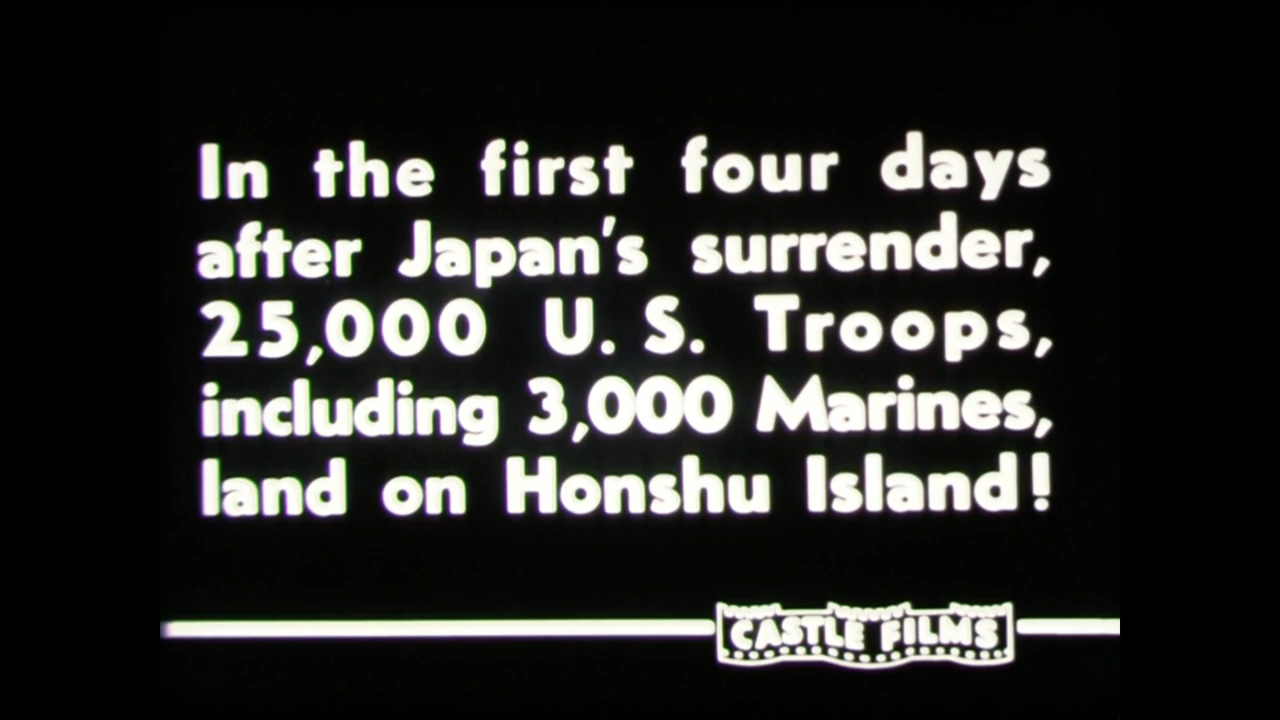 In the first four days
after Japan's surrender,
25,000 U. S. Troops,
including 3,000 Marines,
land on Honshu Island!
CASTLE FILMS